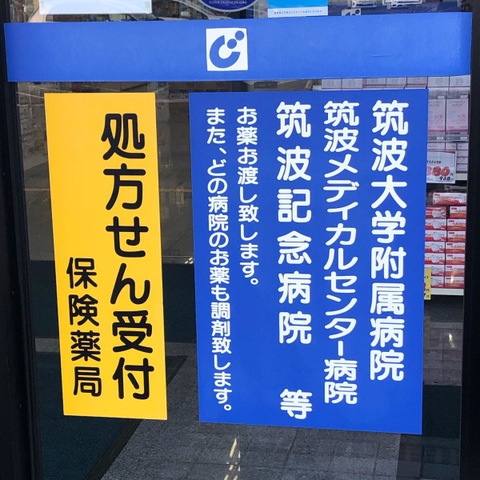 筑波大学附属病院
筑波メディカルセンター病院
筑波記念病院 等
お薬お渡し致します。
また、どの病院のお薬も調剤致します。
処方せん受付
保険薬局